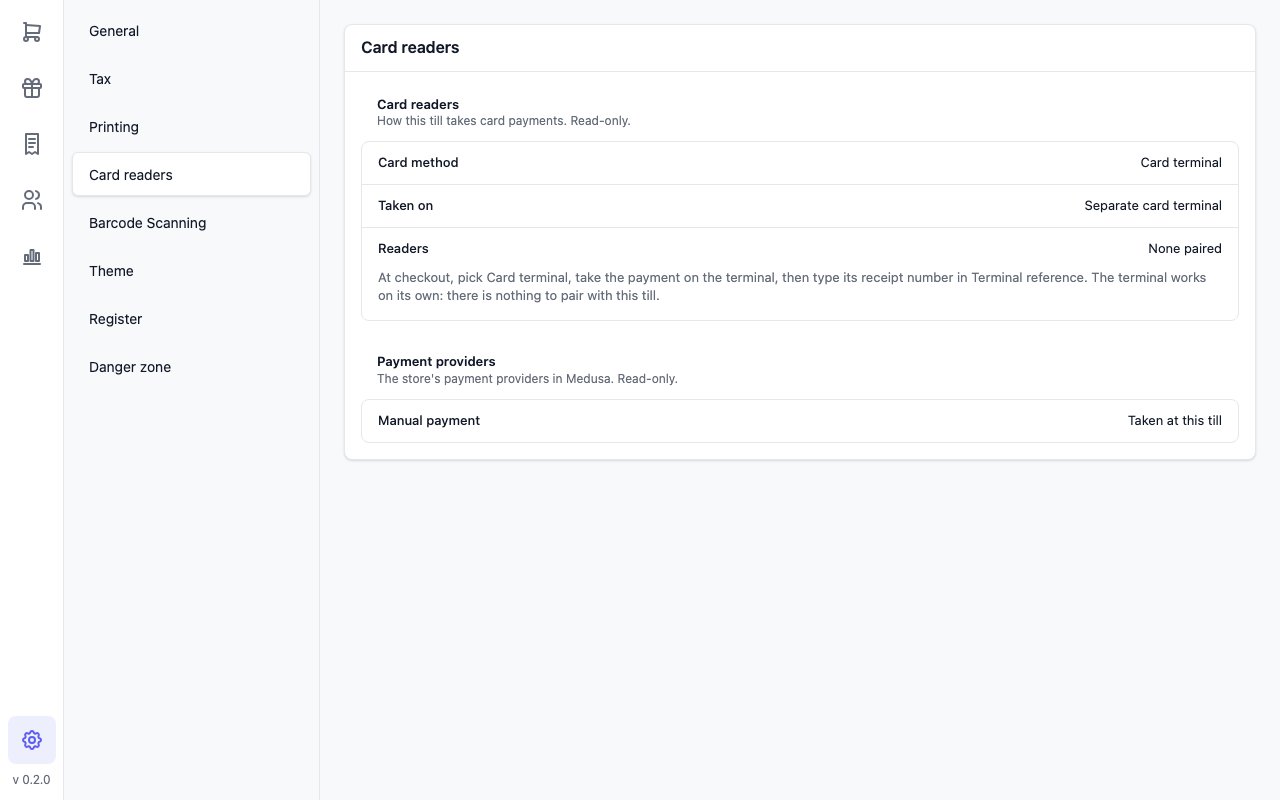 General
Tax
Printing
Card readers
Barcode Scanning
Theme
Register
Danger zone
v 0.2.0
Card readers
Card readers
How this till takes card payments. Read-only.
Card method
Card terminal
Taken on
Separate card terminal
Readers
None paired
At checkout, pick Card terminal, take the payment on the terminal, then type its receipt number in Terminal reference. The terminal works
on its own: there is nothing to pair with this till.
Payment providers
The store's payment providers in Medusa. Read-only.
Manual payment
Taken at this till